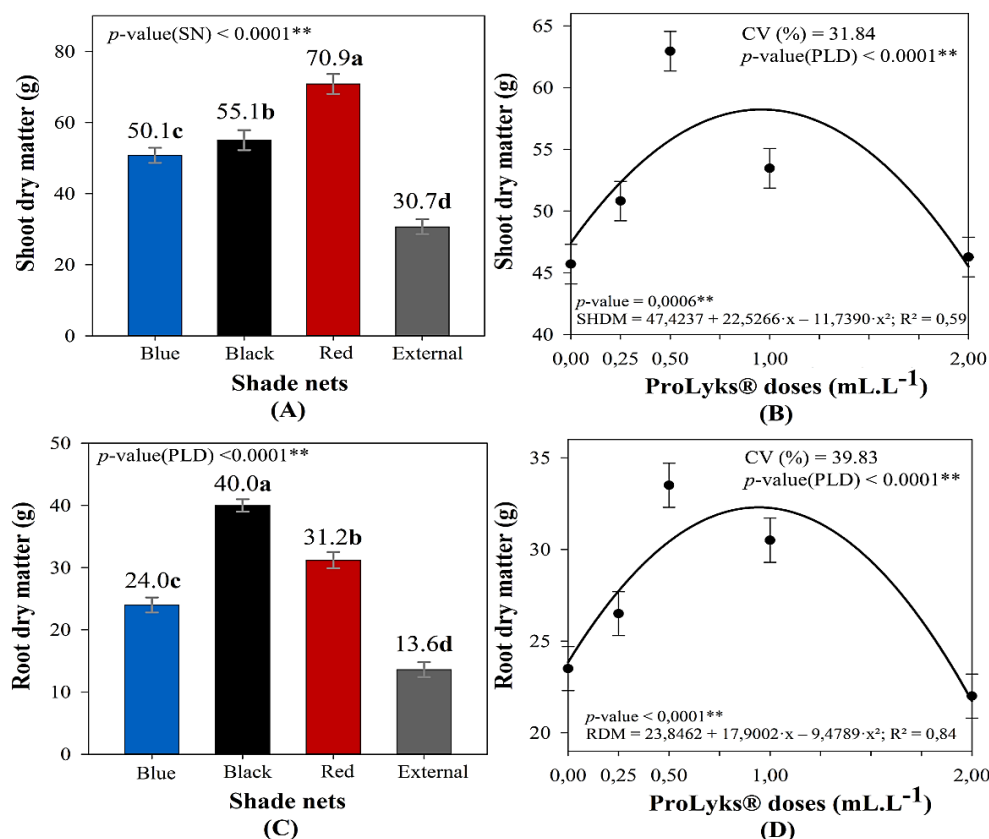 p-value(SN) < 0.0001**
80
60
40
20
0
Shoot dry matter (g)
50.1c
55.1b
70.9a
30.7d
Blue
Black
Red
External
Shade nets
(A)
CV (%) = 31.84
p-value(PLD) < 0.0001**
65
60
55
50
45
40
Shoot dry matter (g)
p-value = 0,0006**
SHDM = 47,4237 + 22,5266·x – 11,7390·x²; R² = 0,59
0,00
0,25
0,50
1,00
2,00
ProLyks® doses (mL.L⁻¹)
(B)
p-value(PLD) <0.0001**
50
40
30
20
10
0
Root dry matter (g)
24.0c
40.0a
31.2b
13.6d
Blue
Black
Red
External
Shade nets
(C)
CV (%) = 39.83
p-value(PLD) < 0.0001**
35
30
25
20
Root dry matter (g)
p-value < 0,0001**
RDM = 23,8462 + 17,9002·x – 9,4789·x²; R² = 0,84
0,00
0,25
0,50
1,00
2,00
ProLyks® doses (mL.L⁻¹)
(D)